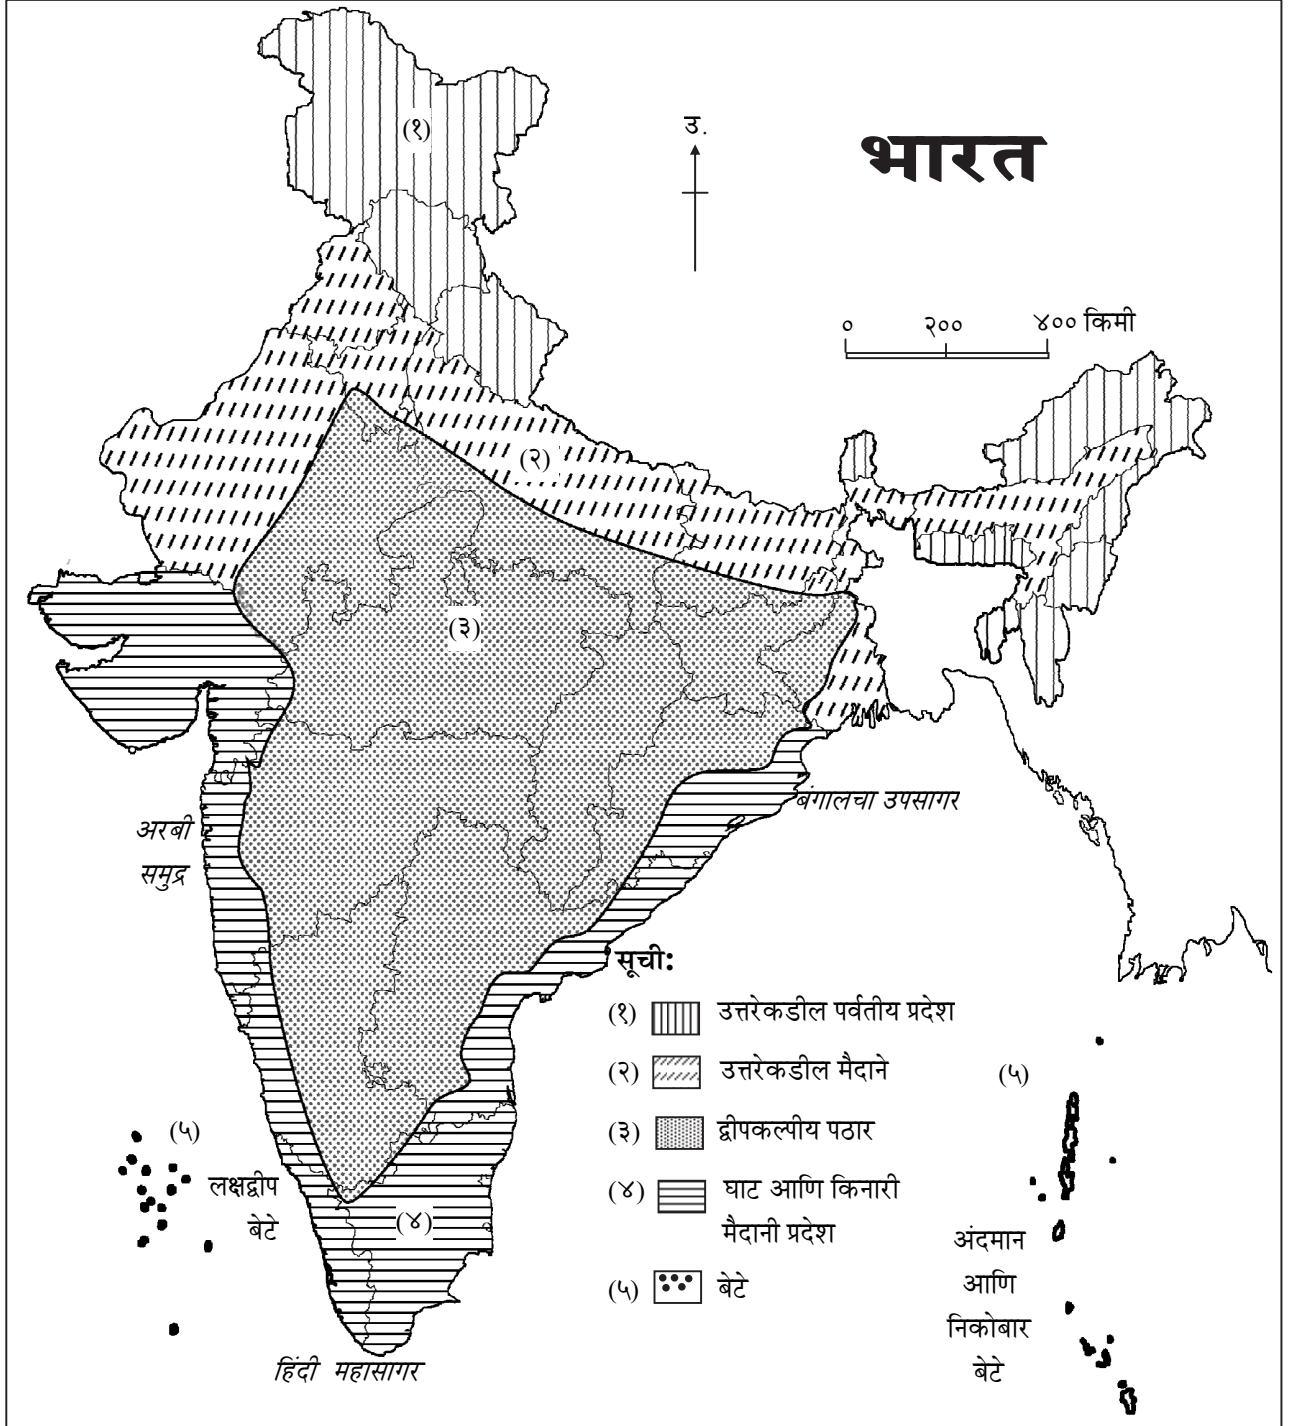 (१)
उ.
भारत
० २०० ४०० किमी
(२)
(३)
बंगालचा उपसागर
अरबी
समुद्र
सूची:
(१) उत्तरेकडील पर्वतीय प्रदेश
(२) उत्तरेकडील मैदाने
(३) द्वीपकल्पीय पठार
(४) घाट आणि किनारी
मैदानी प्रदेश
(५) बेटे
(५)
लक्षद्वीप
बेटे
(४)
(५)
अंदमान
आणि
निकोबार
बेटे
हिंदी महासागर